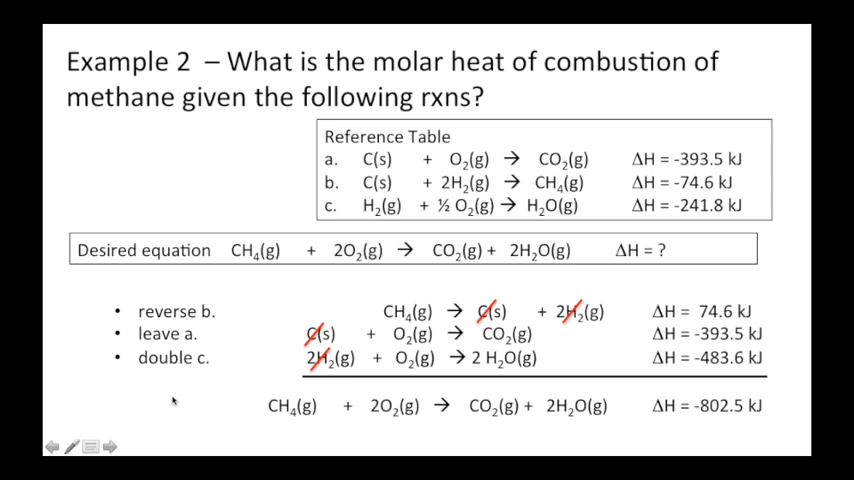 Example 2 – What is the molar heat of combustion of
methane given the following rxns?
Reference Table
a. C(s) + O₂(g) → CO₂(g) ΔH = -393.5 kJ
b. C(s) + 2H₂(g) → CH₄(g) ΔH = -74.6 kJ
c. H₂(g) + ½ O₂(g) → H₂O(g) ΔH = -241.8 kJ
Desired equation CH₄(g) + 2O₂(g) → CO₂(g) + 2H₂O(g) ΔH = ?
• reverse b. CH₄(g) → C(s) + 2H₂(g) ΔH = 74.6 kJ
• leave a. C(s) + O₂(g) → CO₂(g) ΔH = -393.5 kJ
• double c. 2H₂(g) + O₂(g) → 2 H₂O(g) ΔH = -483.6 kJ
CH₄(g) + 2O₂(g) → CO₂(g) + 2H₂O(g) ΔH = -802.5 kJ